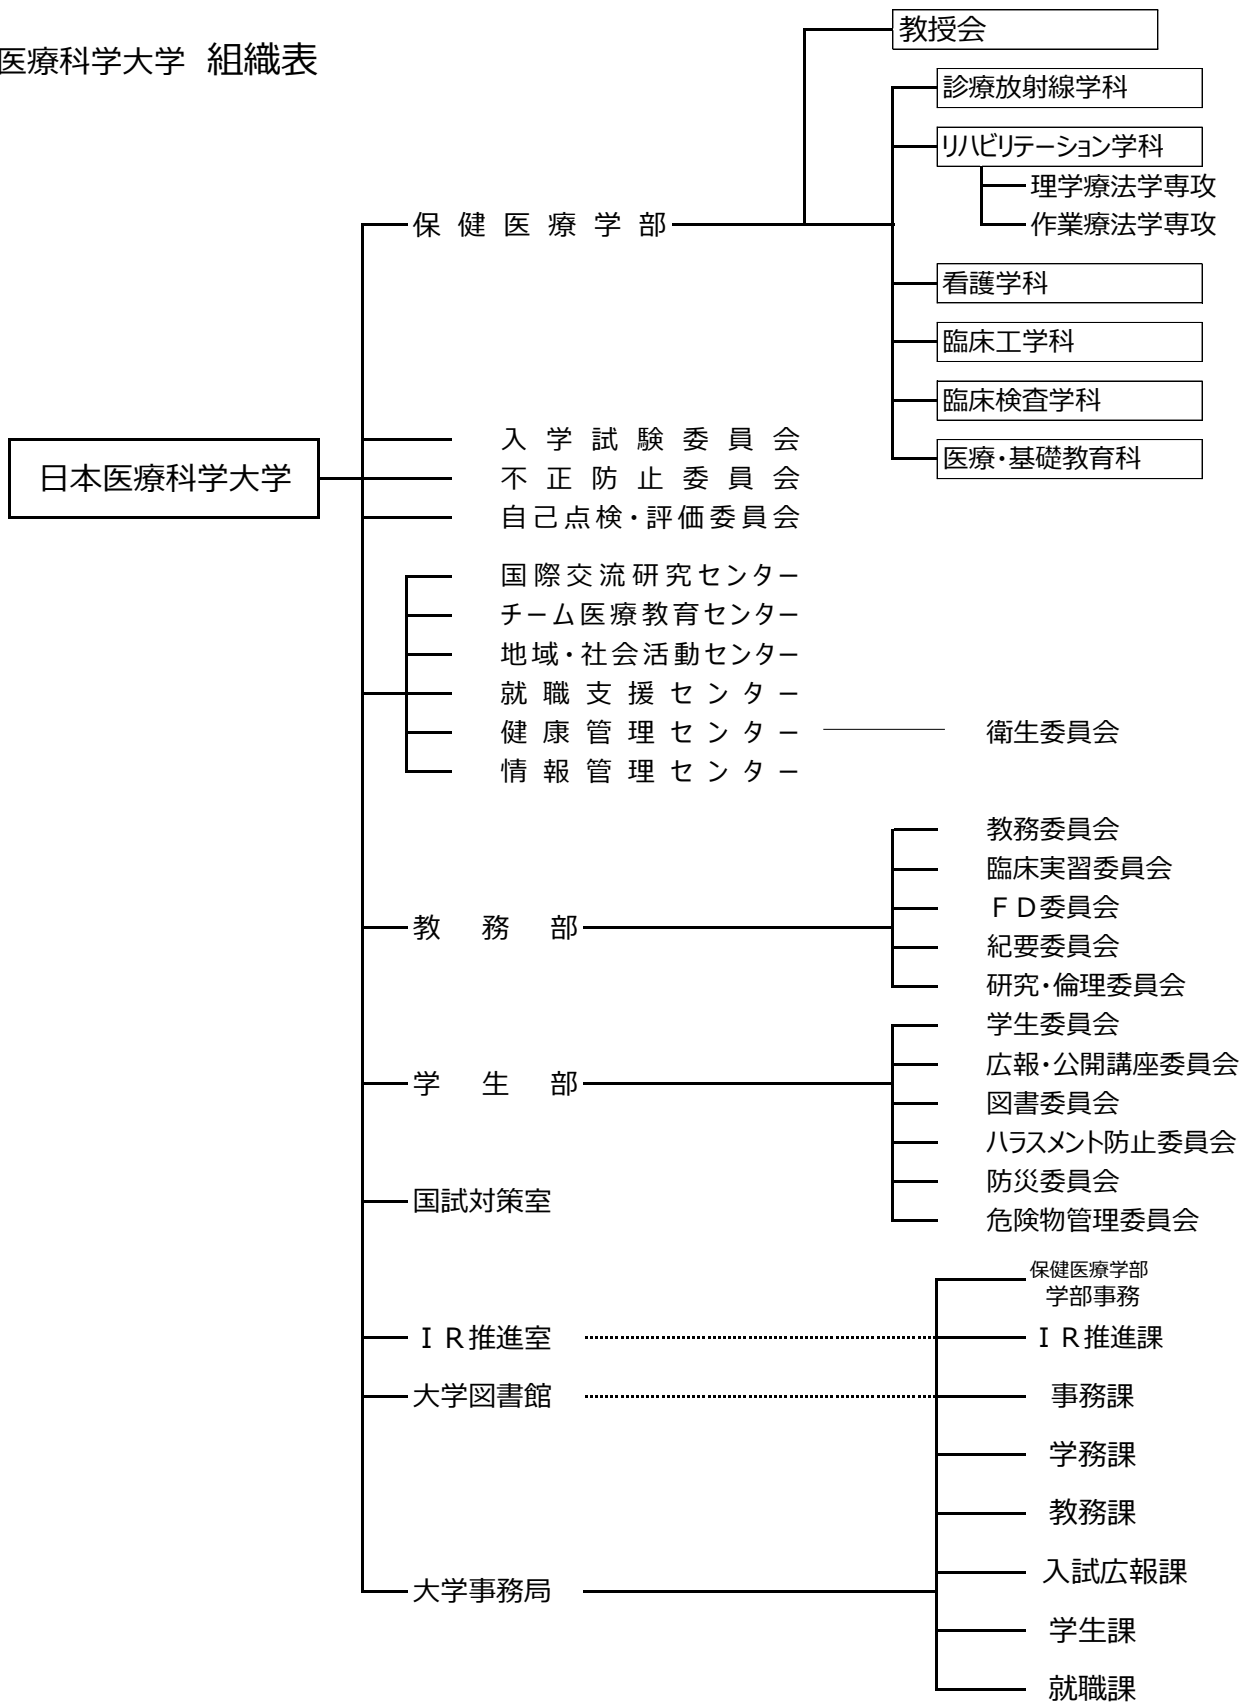 医療科学大学 組織表
教授会
診療放射線学科
リハビリテーション学科
理学療法学専攻
作業療法学専攻
保健医療学部
看護学科
臨床工学科
臨床検査学科
医療・基礎教育科
日本医療科学大学
入学試験委員会
不正防止委員会
自己点検・評価委員会
国際交流研究センター
チーム医療教育センター
地域・社会活動センター
就職支援センター
健康管理センター
衛生委員会
情報管理センター
教務部
教務委員会
臨床実習委員会
ＦＤ委員会
紀要委員会
研究・倫理委員会
学生部
学生委員会
広報・公開講座委員会
図書委員会
ハラスメント防止委員会
防災委員会
危険物管理委員会
国試対策室
ＩＲ推進室
大学図書館
大学事務局
保健医療学部
学部事務
ＩＲ推進課
事務課
学務課
教務課
入試広報課
学生課
就職課